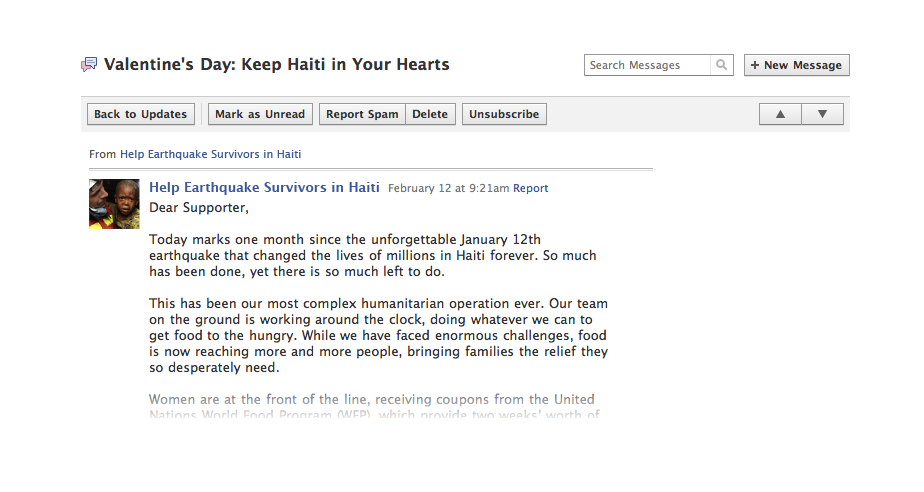 Valentine's Day: Keep Haiti in Your Hearts
Search Messages
+ New Message
Back to Updates
Mark as Unread
Report Spam
Delete
Unsubscribe
From Help Earthquake Survivors in Haiti
Help Earthquake Survivors in Haiti February 12 at 9:21am Report
Dear Supporter,
Today marks one month since the unforgettable January 12th
earthquake that changed the lives of millions in Haiti forever. So much
has been done, yet there is so much left to do.
This has been our most complex humanitarian operation ever. Our team
on the ground is working around the clock, doing whatever we can to
get food to the hungry. While we have faced enormous challenges, food
is now reaching more and more people, bringing families the relief they
so desperately need.
Women are at the front of the line, receiving coupons from the United
Nations World Food Program (WFP), which provide two weeks' worth of